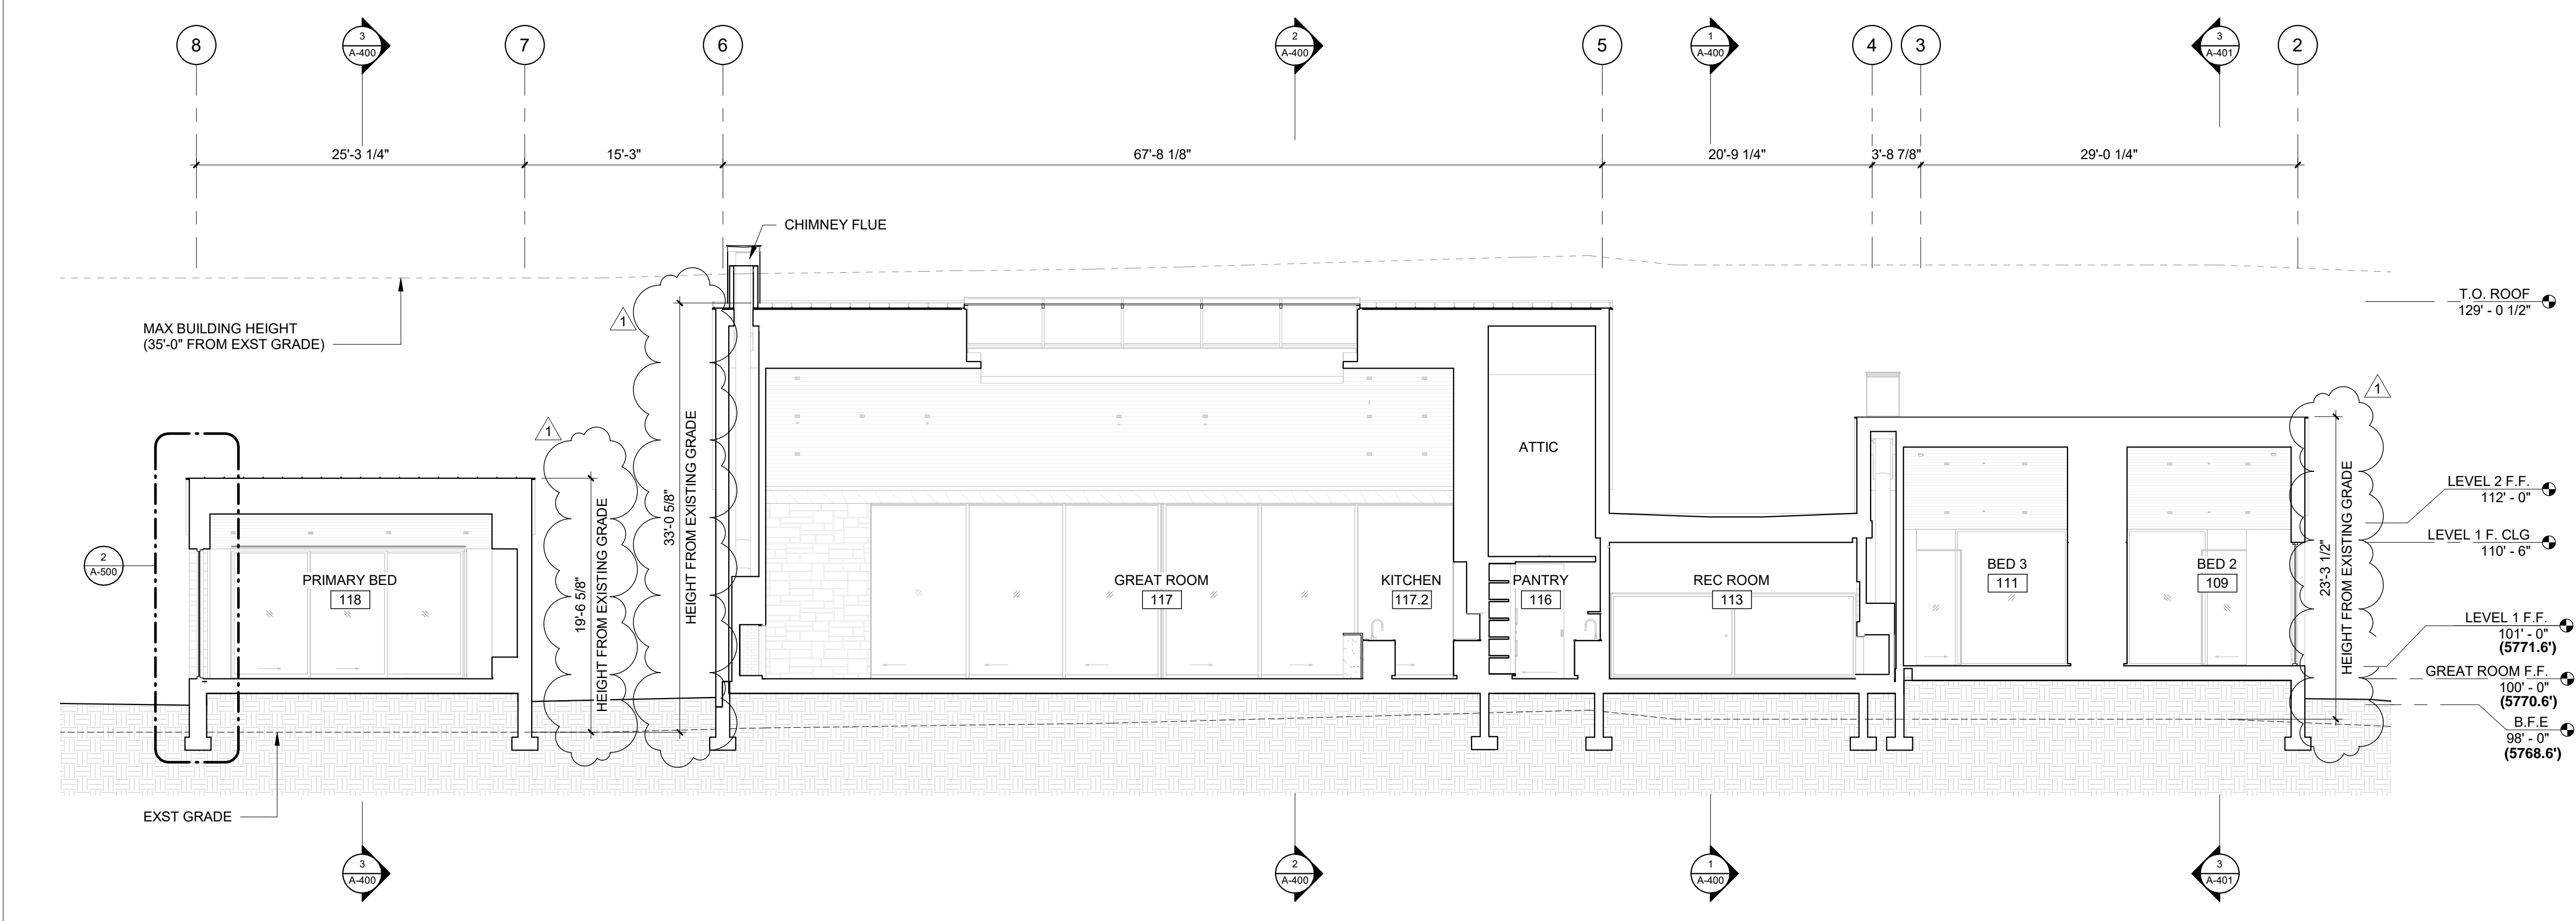 8
3
A-400
7
6
2
A-400
5
1
A-400
4
3
3
A-401
2
25'-3 1/4"
15'-3"
67'-8 1/8"
20'-9 1/4"
3'-8 7/8"
29'-0 1/4"
CHIMNEY FLUE
MAX BUILDING HEIGHT
(35'-0" FROM EXST GRADE)
1
1
1
T.O. ROOF
129' - 0 1/2"
19'-6 5/8"
HEIGHT FROM EXISTING GRADE
33'-0 5/8"
HEIGHT FROM EXISTING GRADE
23'-3 1/2"
HEIGHT FROM EXISTING GRADE
ATTIC
LEVEL 2 F.F.
112' - 0"
LEVEL 1 F. CLG
110' - 6"
2
A-500
PRIMARY BED
118
GREAT ROOM
117
KITCHEN
117.2
PANTRY
116
REC ROOM
113
BED 3
111
BED 2
109
LEVEL 1 F.F.
101' - 0"
(5771.6')
GREAT ROOM F.F.
100' - 0"
(5770.6')
B.F.E
98' - 0"
(5768.6')
EXST GRADE
3
A-400
2
A-400
1
A-400
3
A-401